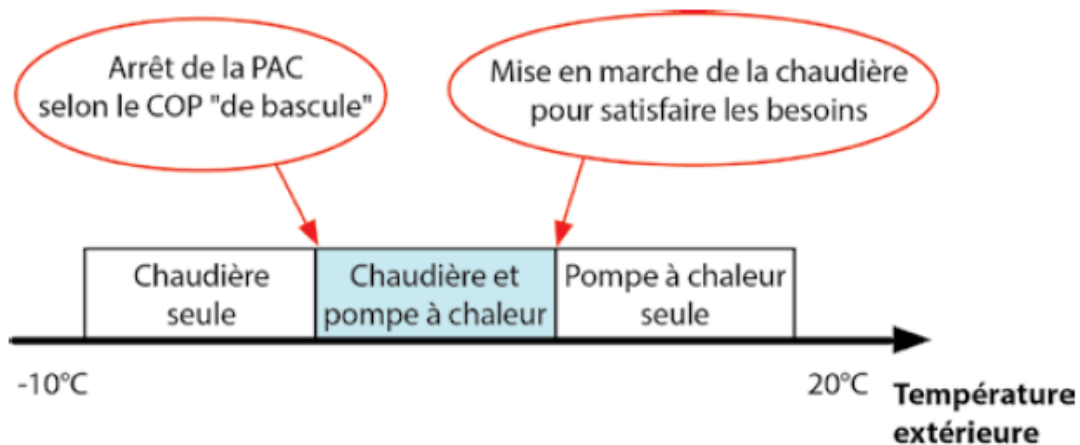 Arrêt de la PAC
selon le COP "de bascule"
Mise en marche de la chaudière
pour satisfaire les besoins
Chaudière
seule
Chaudière et
pompe à chaleur
Pompe à chaleur
seule
-10°C
20°C
Température
extérieure